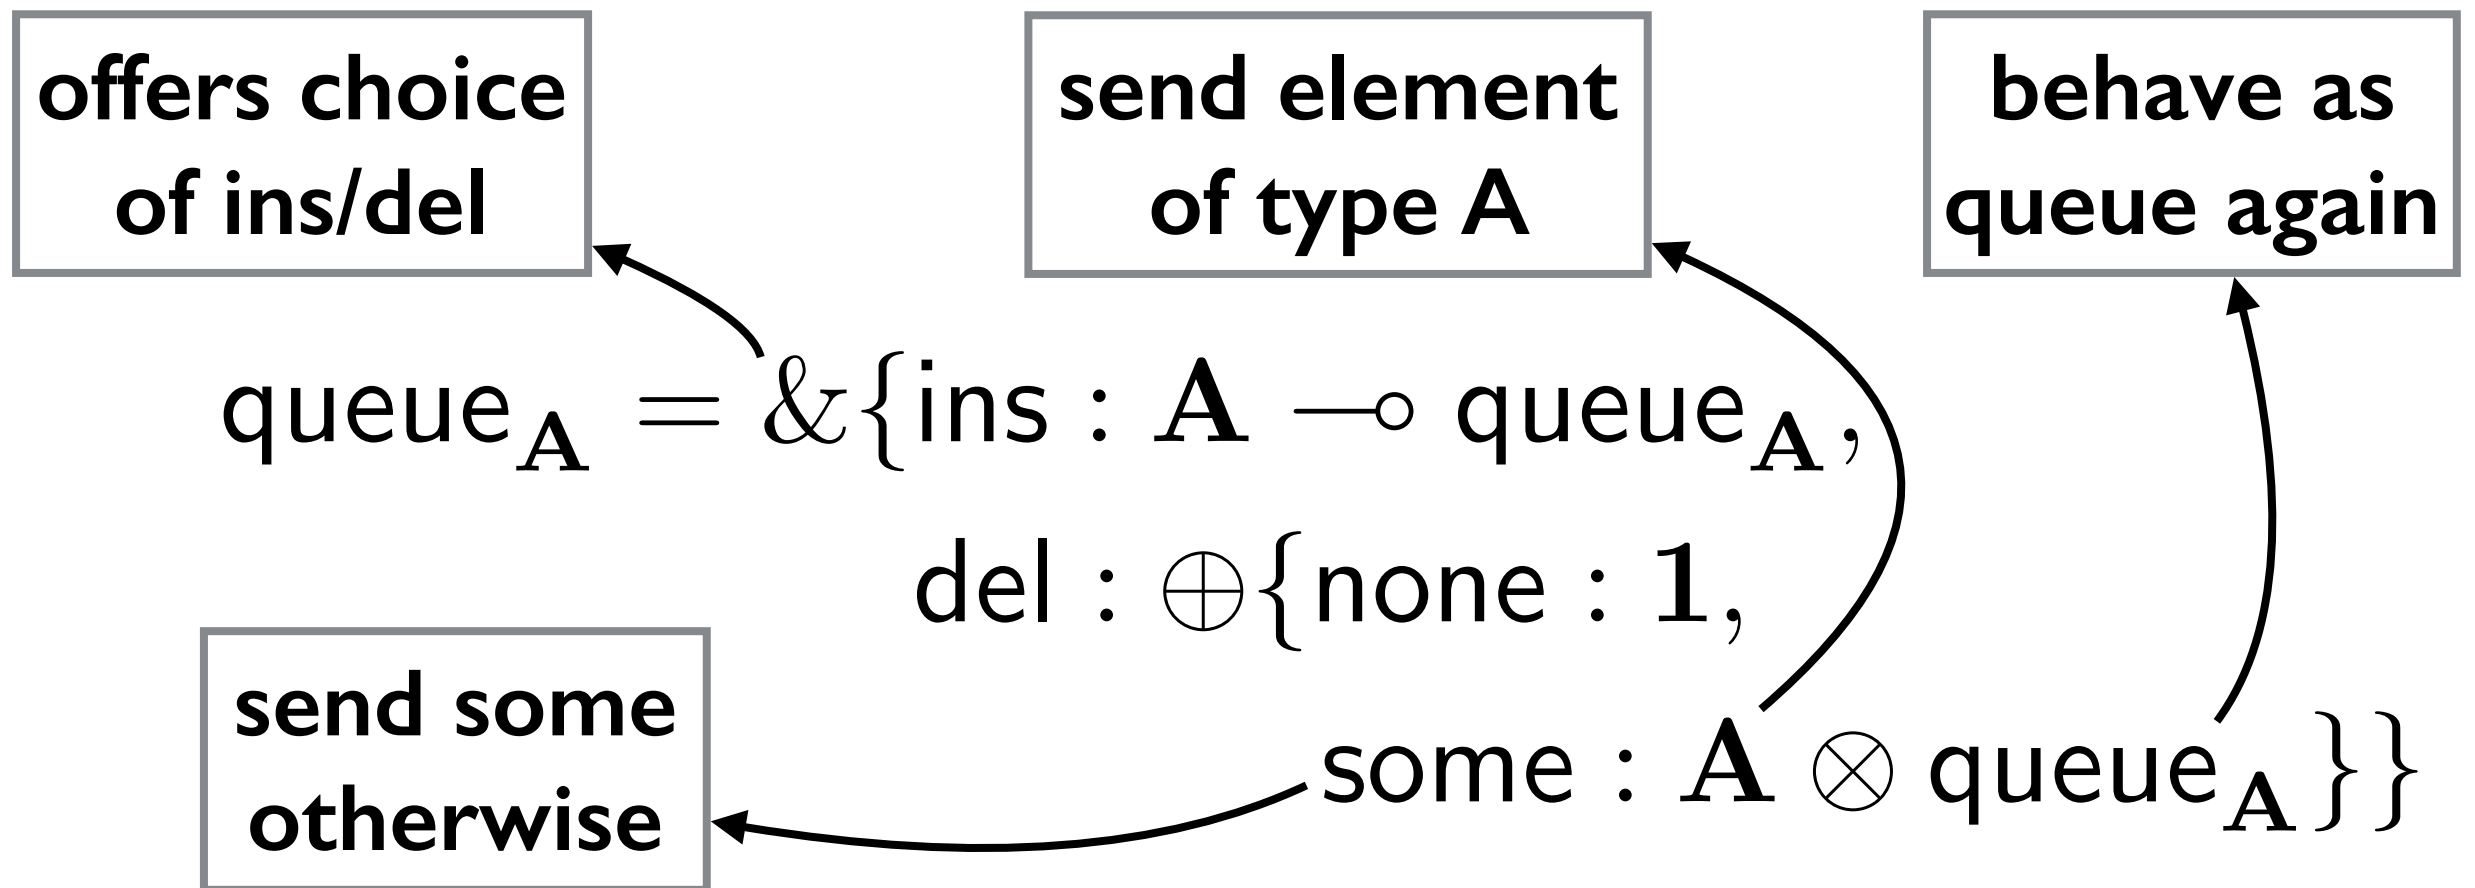 offers choice
of ins/del
send element
of type A
behave as
queue again
queue_A = &{ins : A ⊸ queue_A,
del : ⊕{none : 1,
some : A ⊗ queue_A}}
send some
otherwise